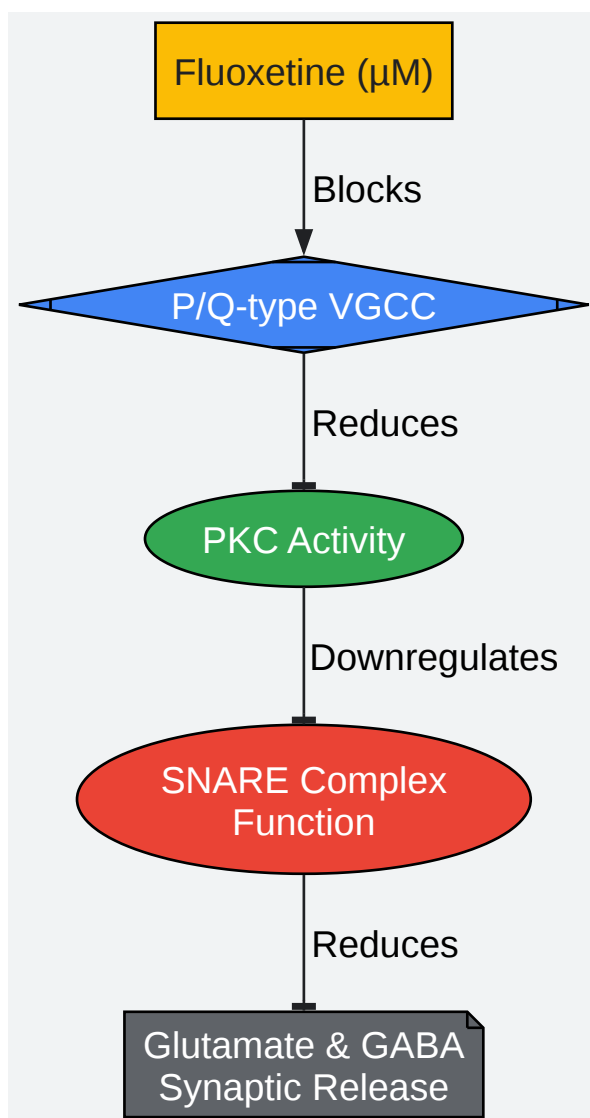 Fluoxetine (µM)
Blocks
P/Q-type VGCC
Reduces
PKC Activity
Downregulates
SNARE Complex
Function
Reduces
Glutamate & GABA
Synaptic Release